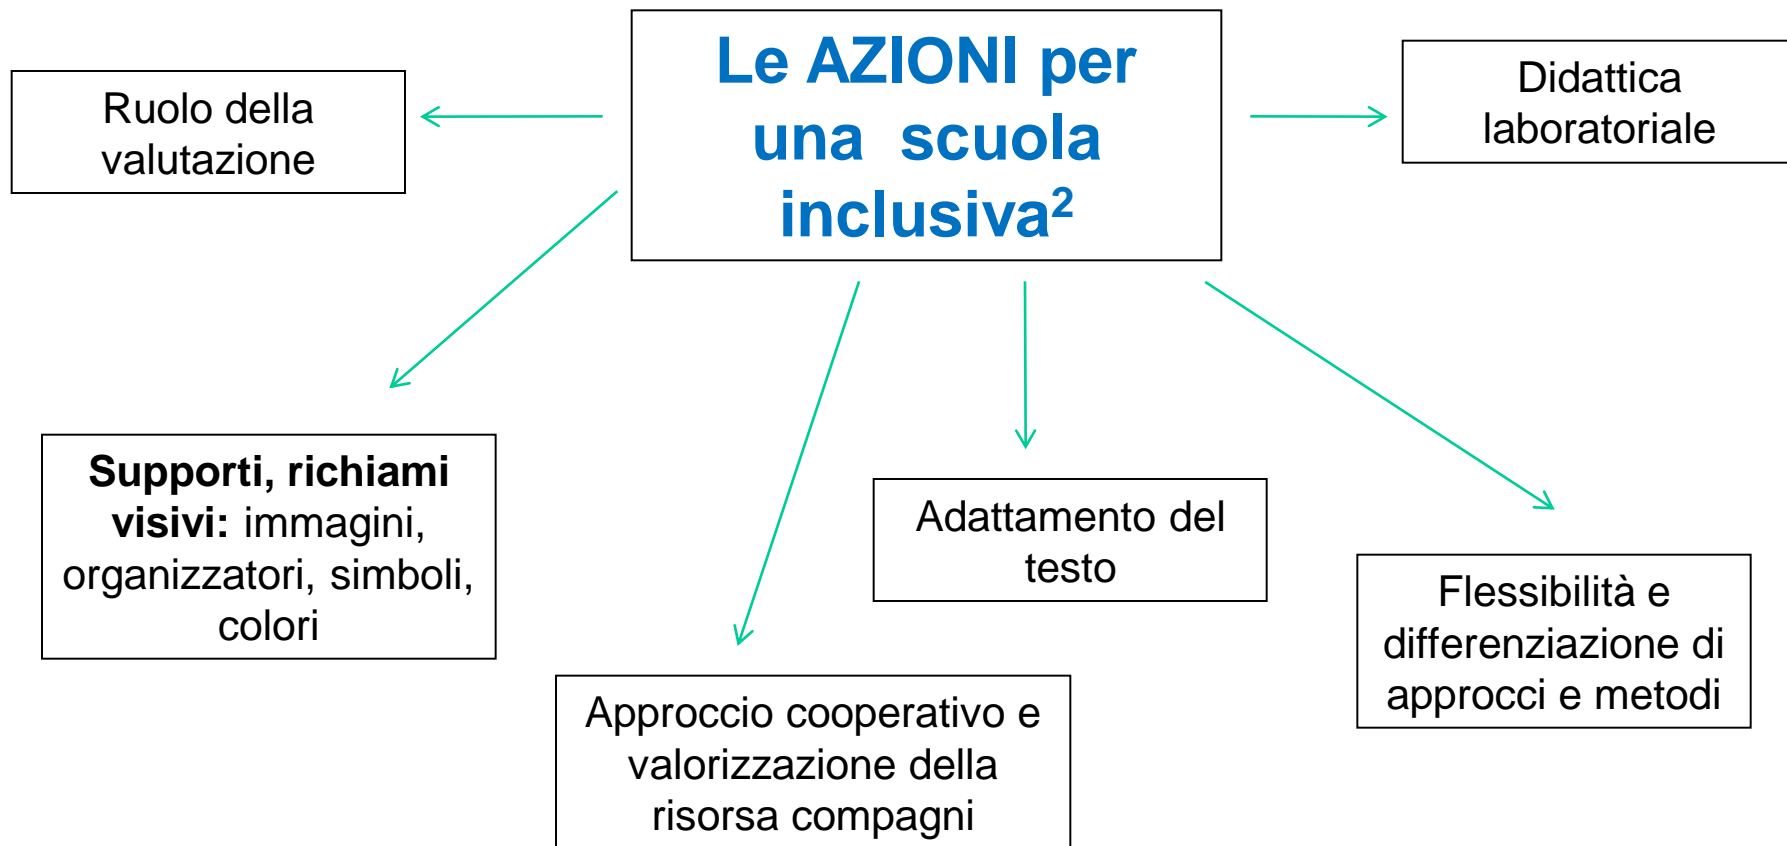 Le AZIONI per
una scuola
inclusiva²
Ruolo della
valutazione
Didattica
laboratoriale
Supporti, richiami
visivi: immagini,
organizzatori, simboli,
colori
Approccio cooperativo e
valorizzazione della
risorsa compagni
Adattamento del
testo
Flessibilità e
differenziazione di
approcci e metodi